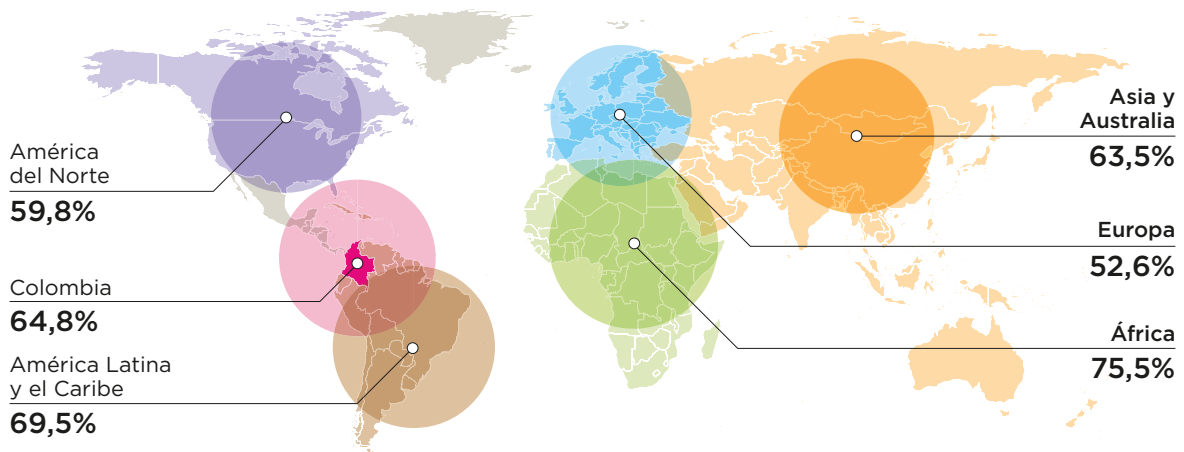 América
del Norte
59,8%
Colombia
64,8%
América Latina
y el Caribe
69,5%
Asia y
Australia
63,5%
Europa
52,6%
África
75,5%